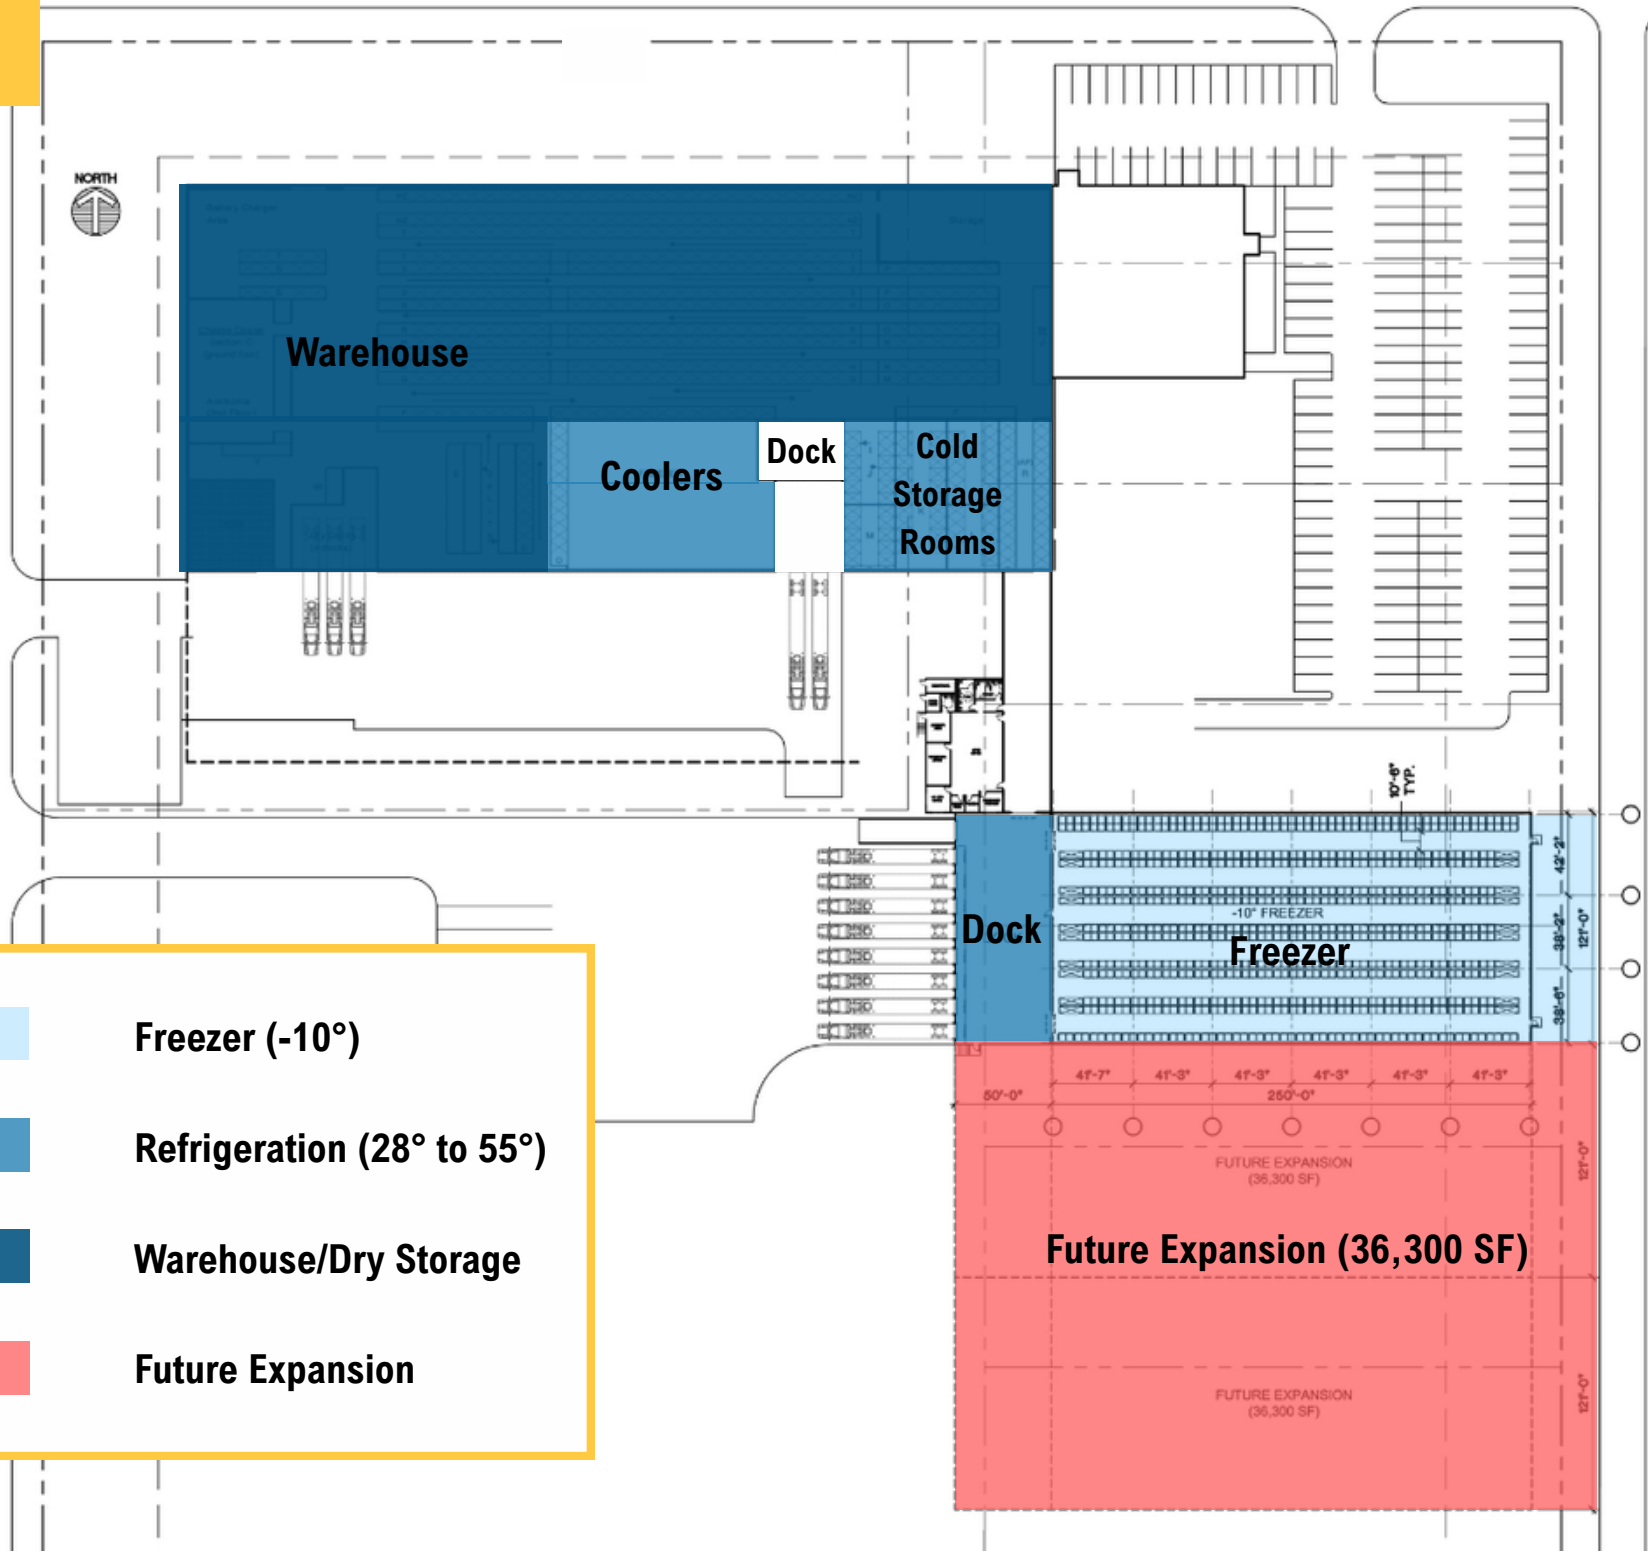 NORTH
Warehouse
Coolers
Dock
Cold
Storage
Rooms
10'-6"
TYP.
Dock
-10° FREEZER
Freezer
42'-2"
38'-2"
38'-6"
121'-0"
41'-7"
41'-3"
41'-3"
41'-3"
41'-3"
41'-3"
50'-0"
250'-0"
FUTURE EXPANSION
(36,300 SF)
121'-0"
Future Expansion (36,300 SF)
FUTURE EXPANSION
(36,300 SF)
121'-0"
Freezer (-10°)
Refrigeration (28° to 55°)
Warehouse/Dry Storage
Future Expansion